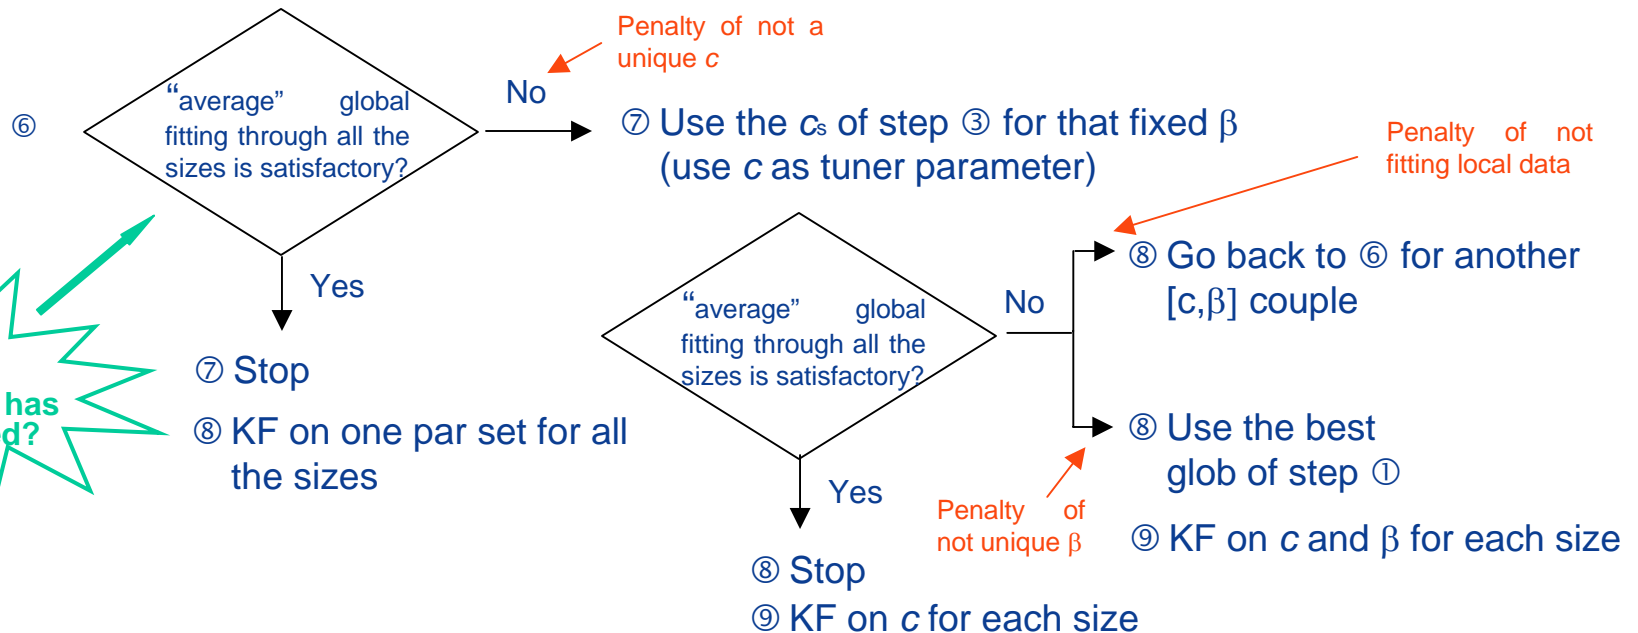 ⑥
“average” global
fitting through all the
sizes is satisfactory?
No
Penalty of not a
unique c
⑦ Use the cs of step ③ for that fixed β
(use c as tuner parameter)
Penalty of not
fitting local data
Yes
⑦ Stop
⑧ KF on one par set for all
the sizes
has
d?
“average” global
fitting through all the
sizes is satisfactory?
No
⑧ Go back to ⑥ for another
[c,β] couple
⑧ Use the best
glob of step ①
Penalty of
not unique β
⑨ KF on c and β for each size
Yes
⑧ Stop
⑨ KF on c for each size